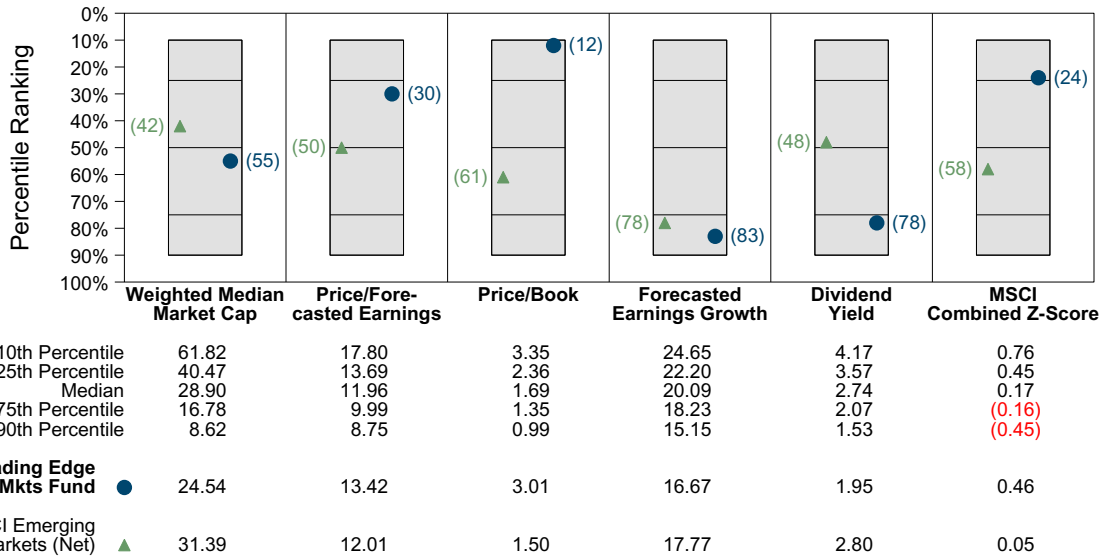 0%
10%
20%
30%
40%
50%
60%
70%
80%
90%
100%
Percentile Ranking
(42)
(55)
(50)
(30)
(61)
(12)
(78)
(83)
(48)
(78)
(58)
(24)
Weighted Median
Market Cap
Price/Fore-
casted Earnings
Price/Book
Forecasted
Earnings Growth
Dividend
Yield
MSCI
Combined Z-Score
10th Percentile 61.82 17.80 3.35 24.65 4.17 0.76
25th Percentile 40.47 13.69 2.36 22.20 3.57 0.45
Median 28.90 11.96 1.69 20.09 2.74 0.17
75th Percentile 16.78 9.99 1.35 18.23 2.07 (0.16)
90th Percentile 8.62 8.75 0.99 15.15 1.53 (0.45)
ading Edge
Mkts Fund 24.54 13.42 3.01 16.67 1.95 0.46
CI Emerging
arkets (Net) 31.39 12.01 1.50 17.77 2.80 0.05